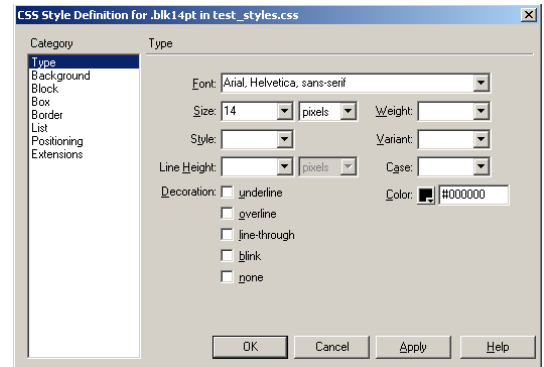 CSS Style Definition for .blk14pt in test_styles.css
Category
Type
Type
Background
Block
Box
Border
List
Positioning
Extensions
Font: Arial, Helvetica, sans-serif
Size: 14 pixels Weight:
Style: Variant:
Line Height: pixels Case:
Decoration: underline Color: #000000
overline
line-through
blink
none
OK Cancel Apply Help